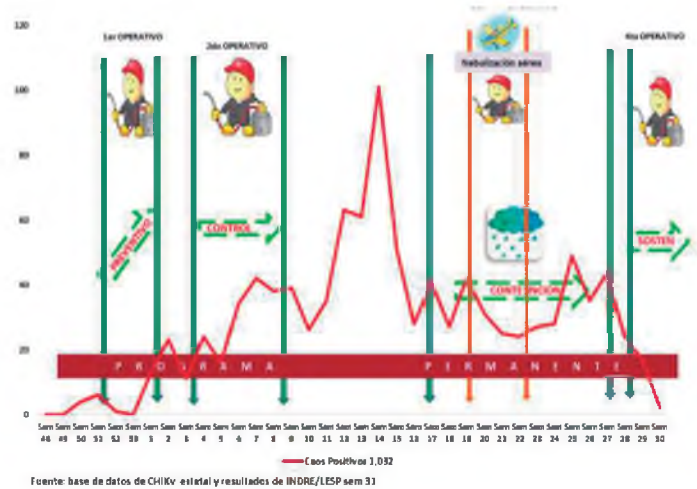 120
1er OPERATIVO
2do OPERATIVO
Nebulización aérea
4to OPERATIVO
100
80
60
PREVENTIVO
CONTROL
SOSTEN
40
CONTENCION
20
PROGRAMA PERMANENTE
0
Sem 48 Sem 49 Sem 50 Sem 51 Sem 52 Sem 53 Sem 1 Sem 2 Sem 3 Sem 4 Sem 5 Sem 6 Sem 7 Sem 8 Sem 9 Sem 10 Sem 11 Sem 12 Sem 13 Sem 14 Sem 15 Sem 16 Sem 17 Sem 18 Sem 19 Sem 20 Sem 21 Sem 22 Sem 23 Sem 24 Sem 25 Sem 26 Sem 27 Sem 28 Sem 29 Sem 30
Casos Positivos 1,032
Fuente: base de datos de CHIKv estatal y resultados de INDRE/LESP sem 31